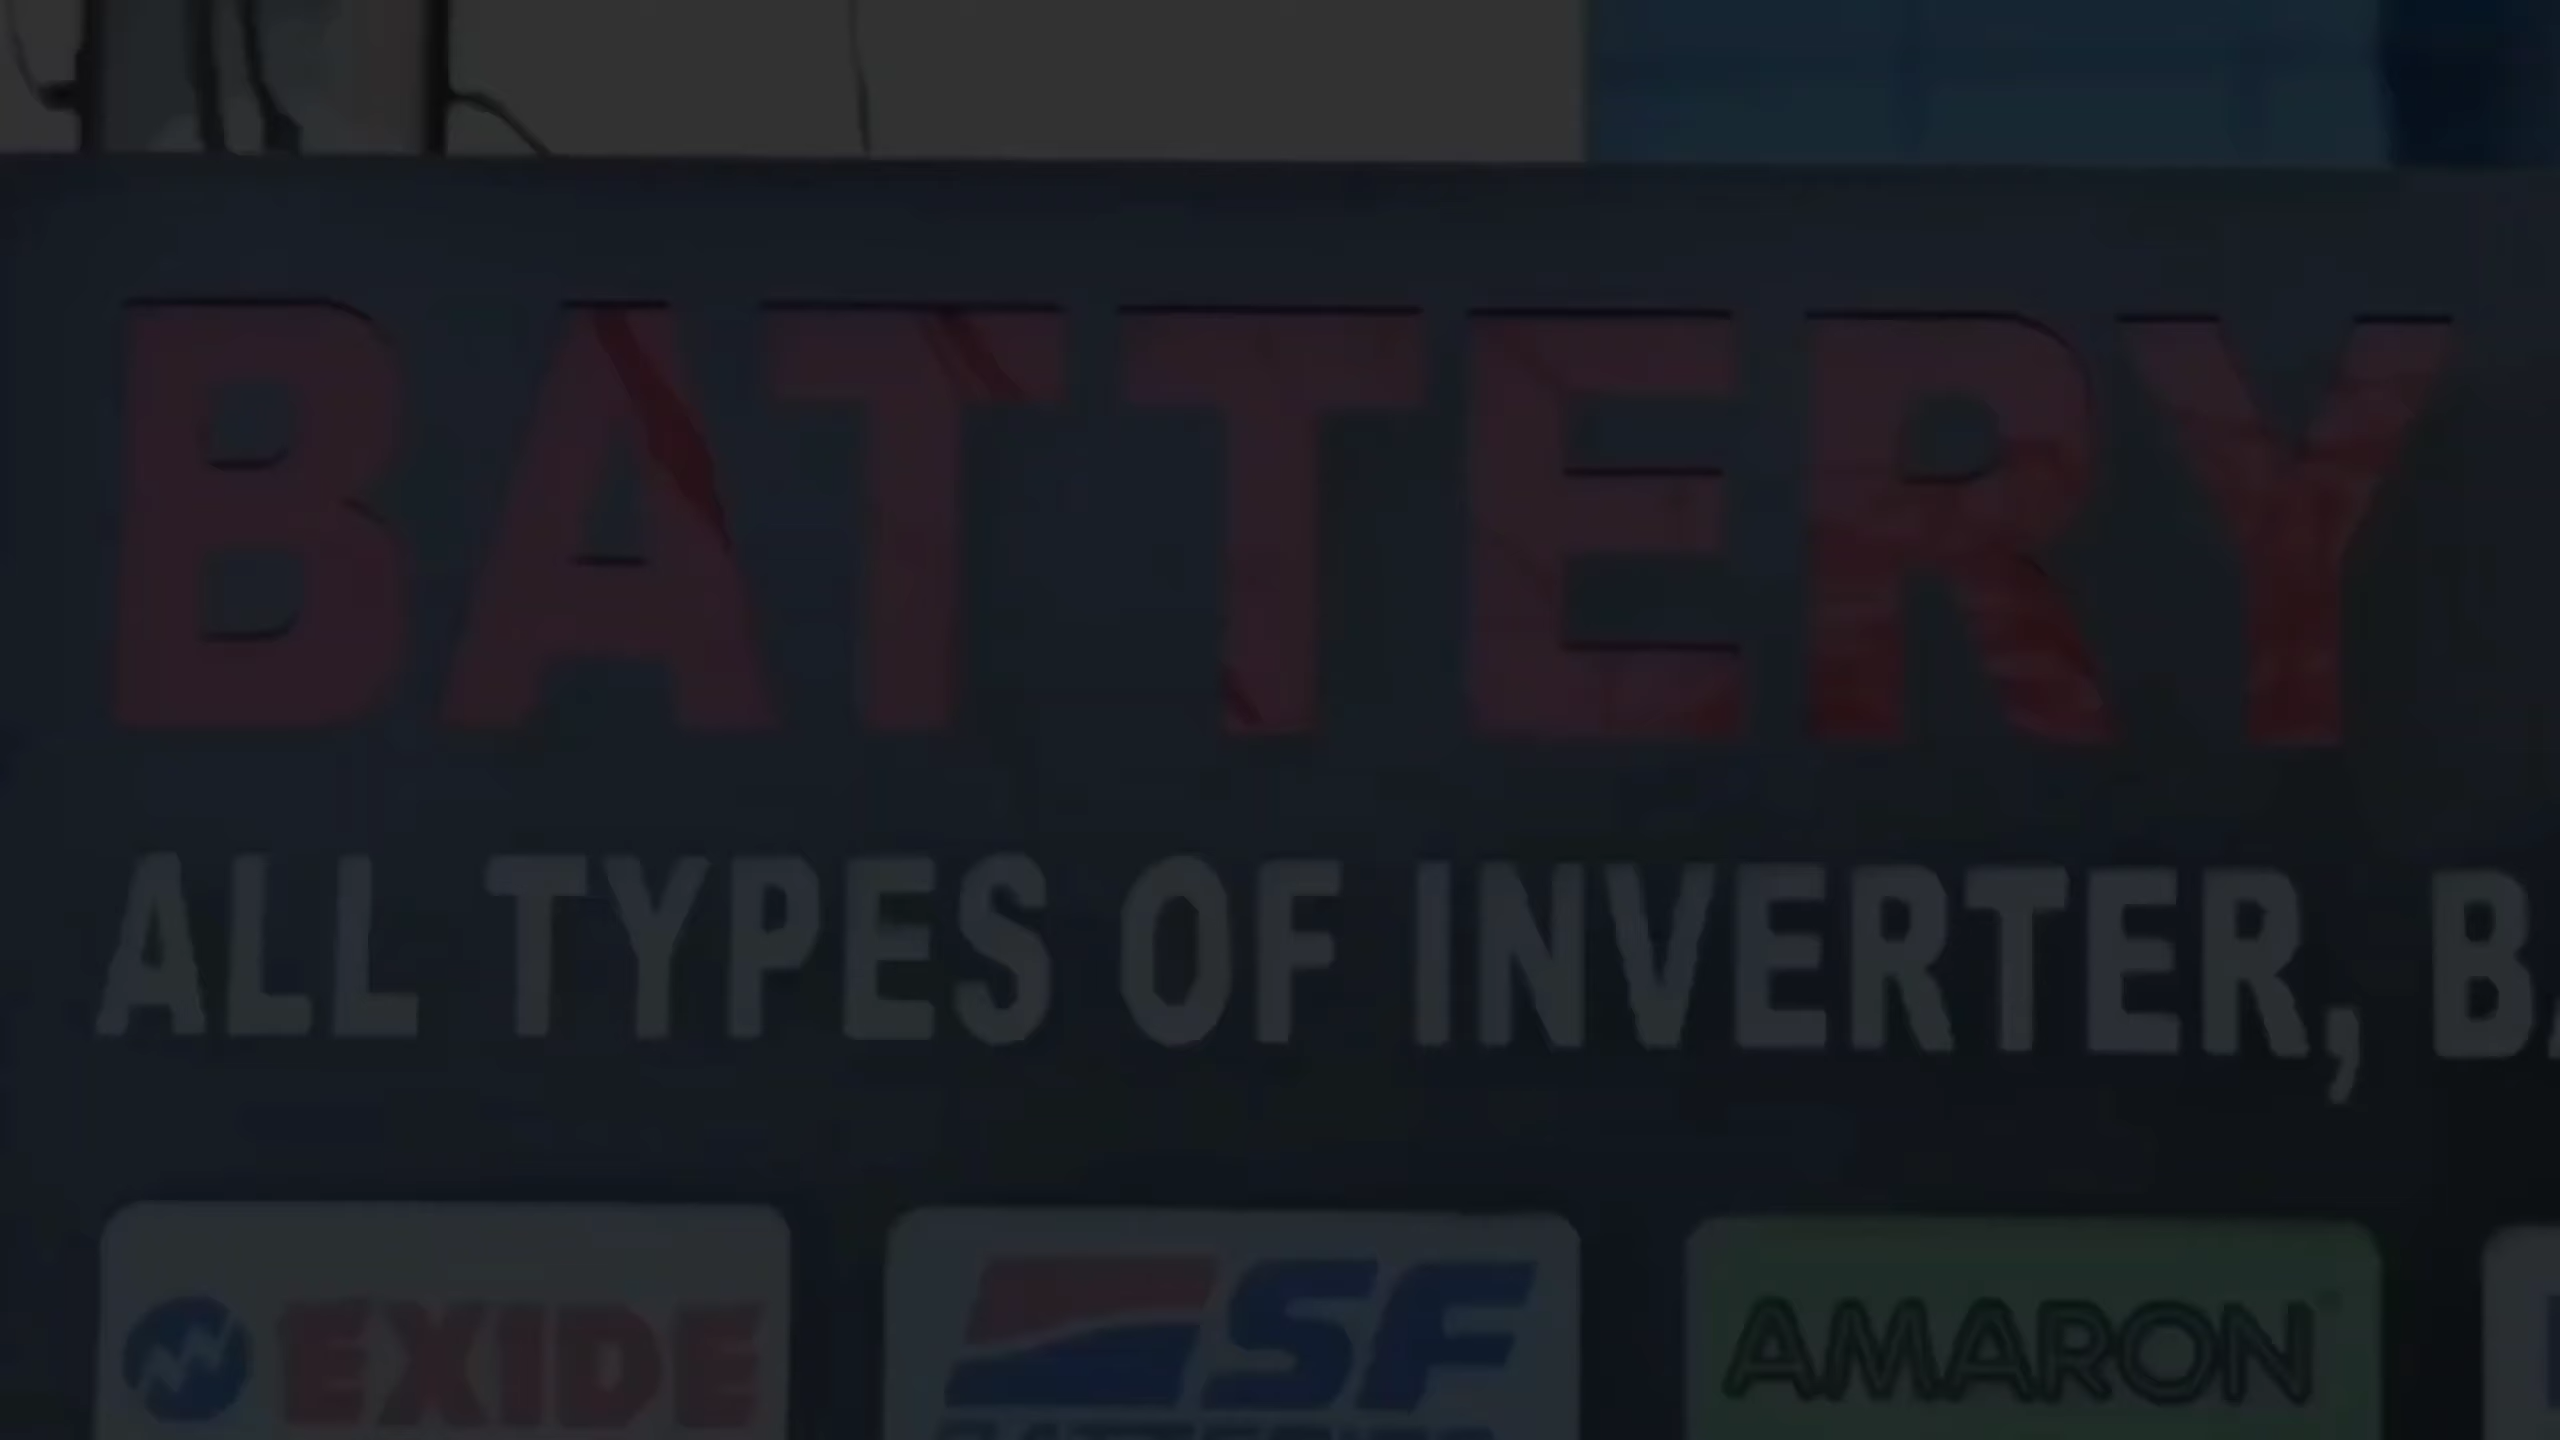 BATTERY
ALL TYPES OF INVERTER,
EXIDE
SF
AMARON